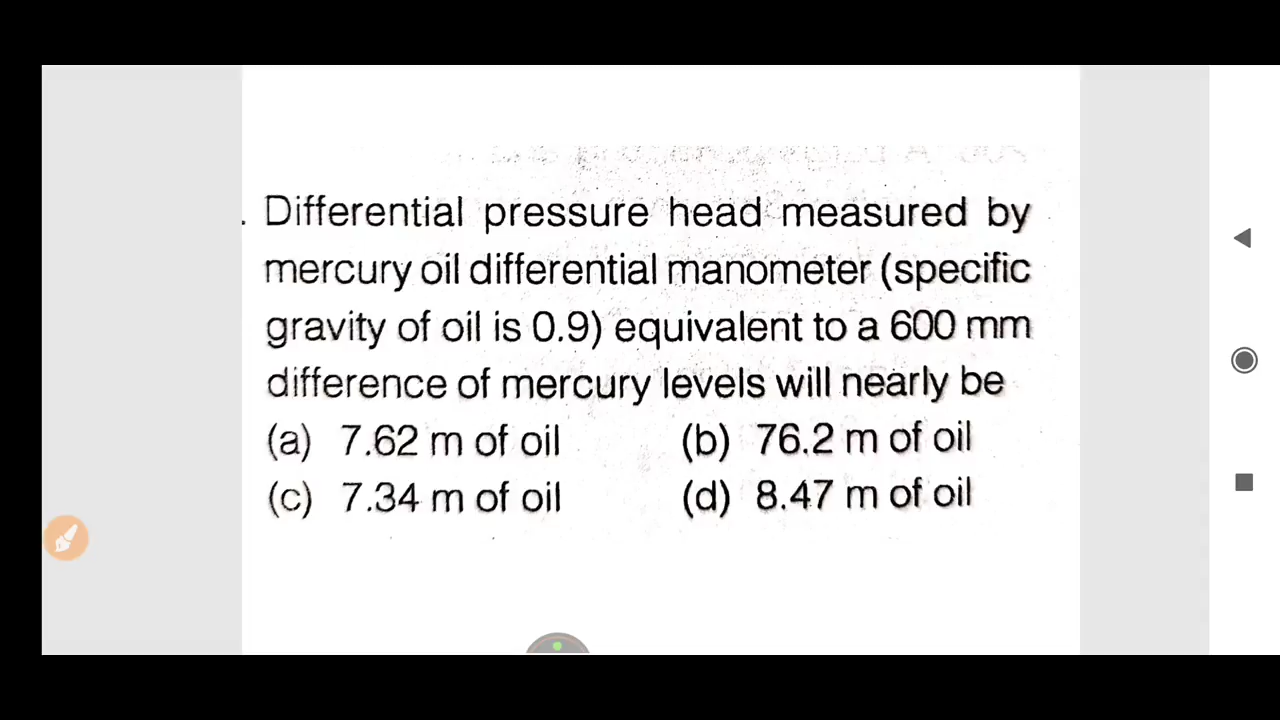 . Differential pressure head measured by
mercury oil differential manometer (specific
gravity of oil is 0.9) equivalent to a 600 mm
difference of mercury levels will nearly be
(a) 7.62 m of oil (b) 76.2 m of oil
(c) 7.34 m of oil (d) 8.47 m of oil